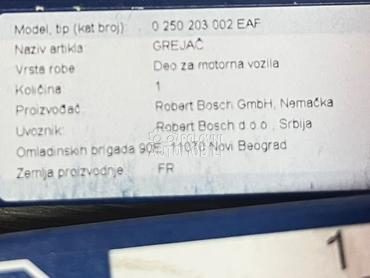 Model, tip (kat broj): 0 250 203 002 EAF
Naziv artikla: GREJAČ
Vrsta robe: Deo za motorna vozila
Količina: 1
Proizvođač: Robert Bosch GmbH, Nemačka
Uvoznik: Robert Bosch d.o.o., Srbija
Omladinskih brigada 90E, 11070 Novi Beograd
Zemlja proizvodnje FR
1